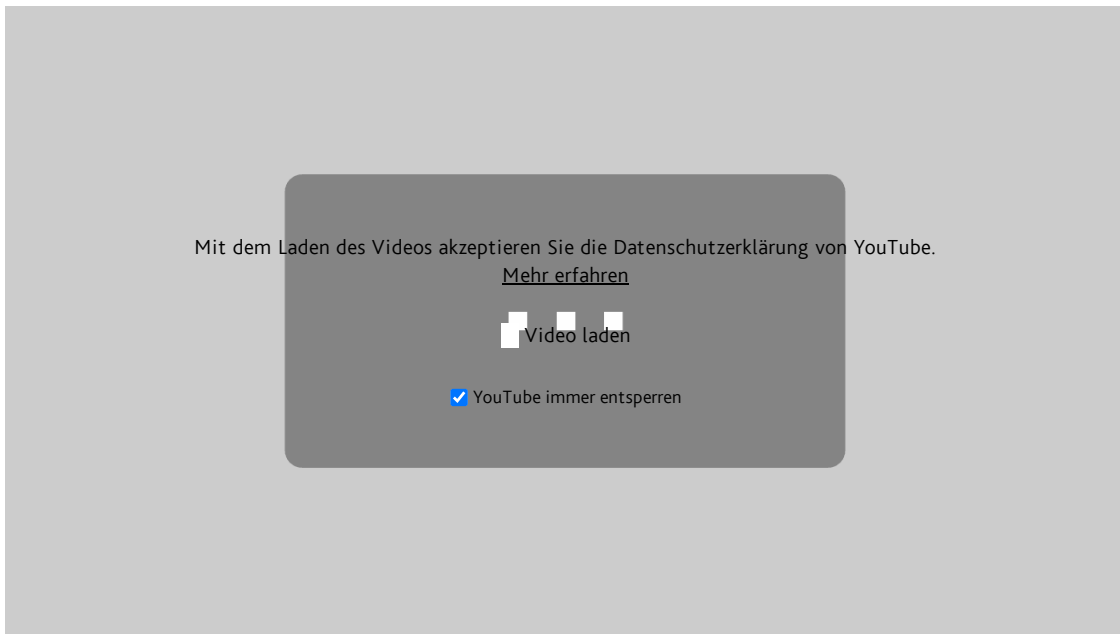 Mit dem Laden des Videos akzeptieren Sie die Datenschutzerklärung von YouTube.
Mehr erfahren
Video laden
YouTube immer entsperren